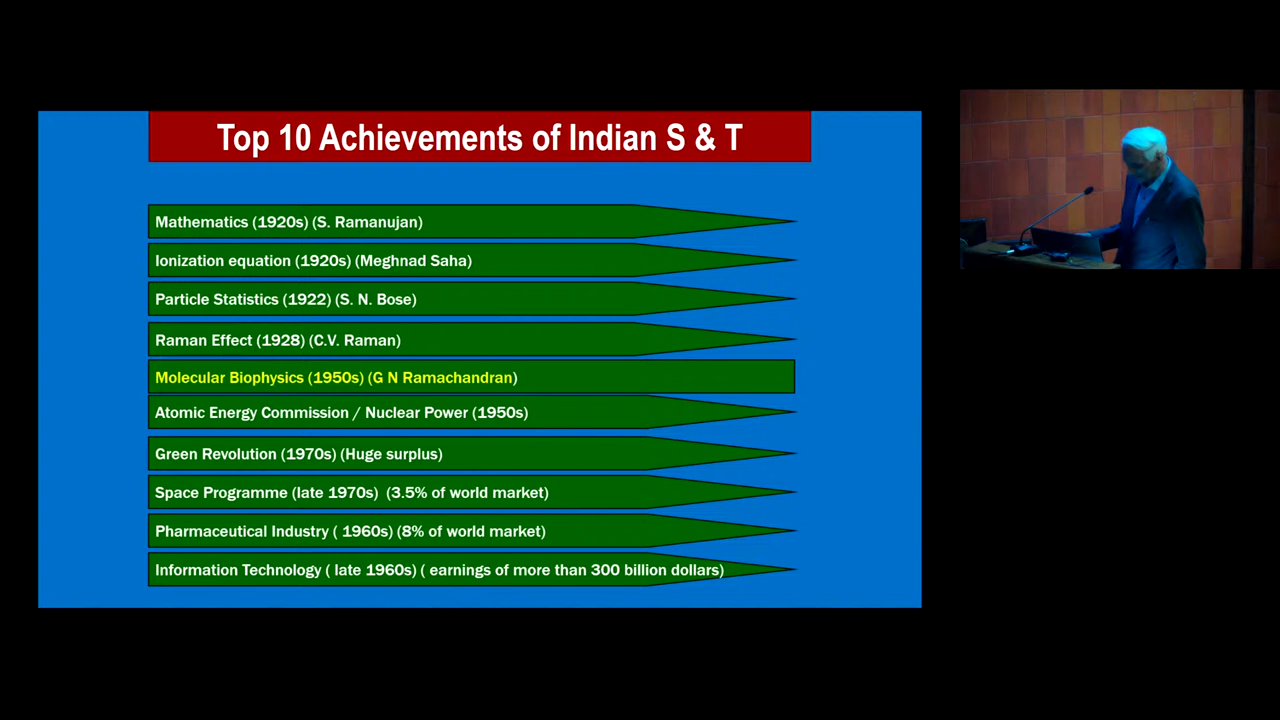 Top 10 Achievements of Indian S & T
Mathematics (1920s) (S. Ramanujan)
Ionization equation (1920s) (Meghnad Saha)
Particle Statistics (1922) (S. N. Bose)
Raman Effect (1928) (C.V. Raman)
Molecular Biophysics (1950s) (G N Ramachandran)
Atomic Energy Commission / Nuclear Power (1950s)
Green Revolution (1970s) (Huge surplus)
Space Programme (late 1970s)  (3.5% of world market)
Pharmaceutical Industry ( 1960s) (8% of world market)
Information Technology ( late 1960s) ( earnings of more than 300 billion dollars)